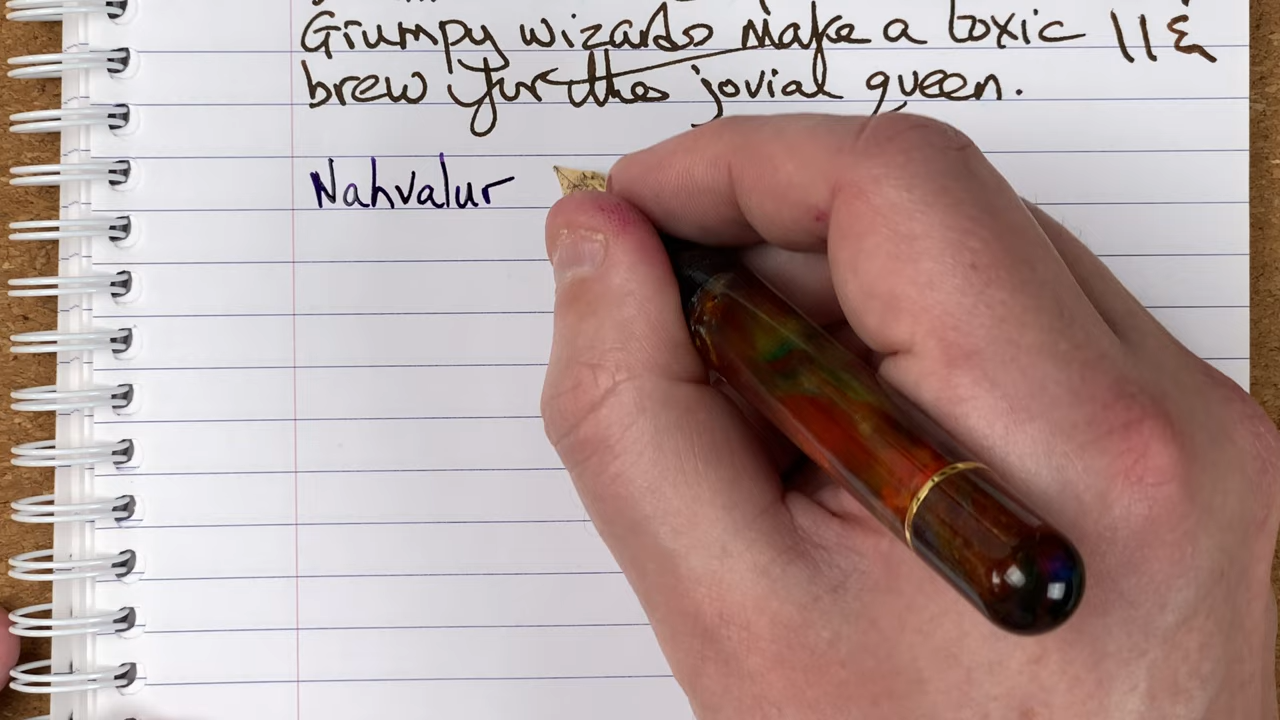 Grumpy wizards make a toxic
brew for the jovial queen.
Nahvalur